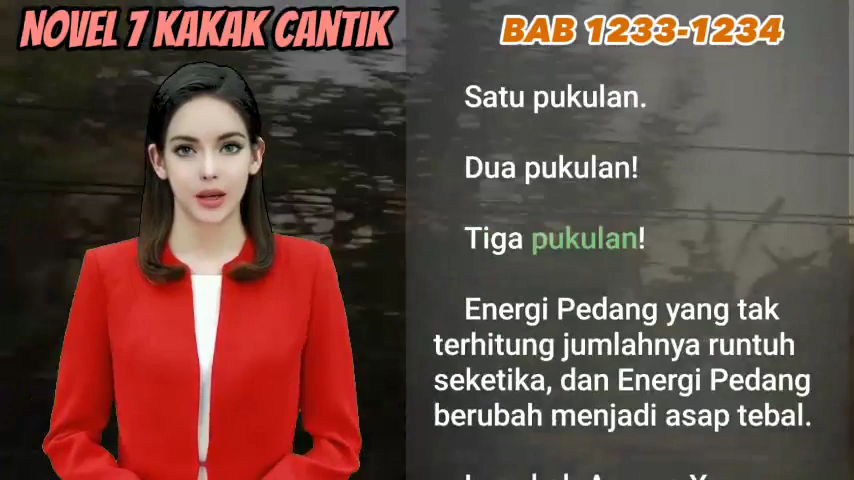 NOVEL 7 KAKAK CANTIK
BAB 1233-1234
Satu pukulan.
Dua pukulan!
Tiga pukulan!
Energi Pedang yang tak
terhitung jumlahnya runtuh
seketika, dan Energi Pedang
berubah menjadi asap tebal.